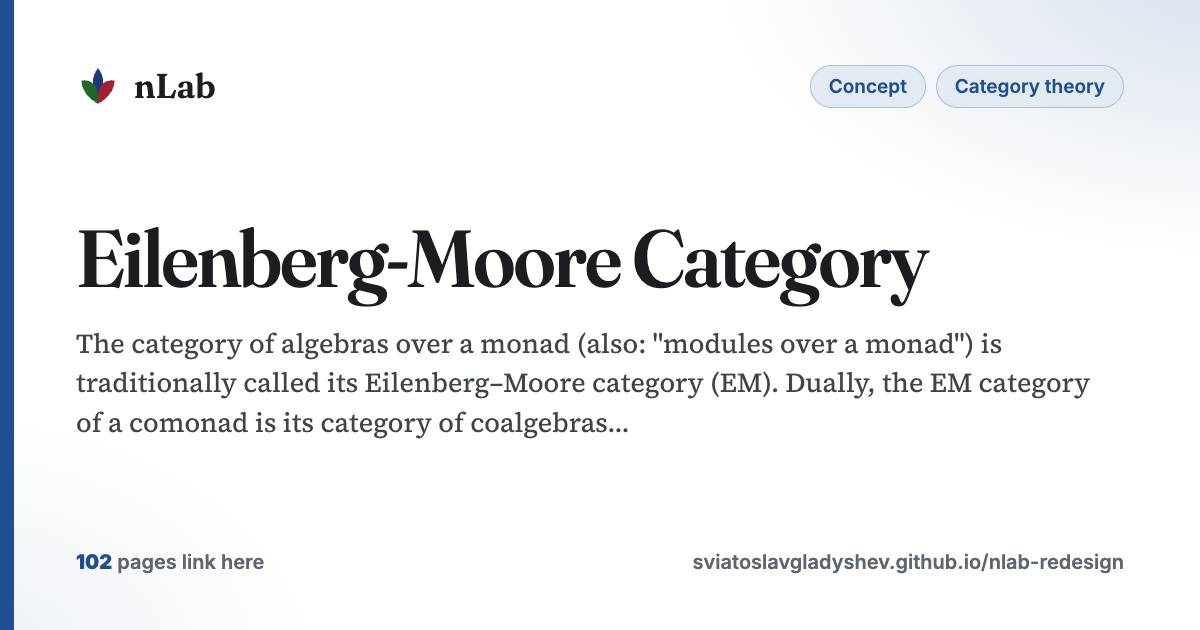 nLab
Concept
Category theory
Eilenberg-Moore Category
The category of algebras over a monad (also: "modules over a monad") is
traditionally called its Eilenberg–Moore category (EM). Dually, the EM category
of a comonad is its category of coalgebras...
102 pages link here
sviatoslavgladyshev.github.io/nlab-redesign